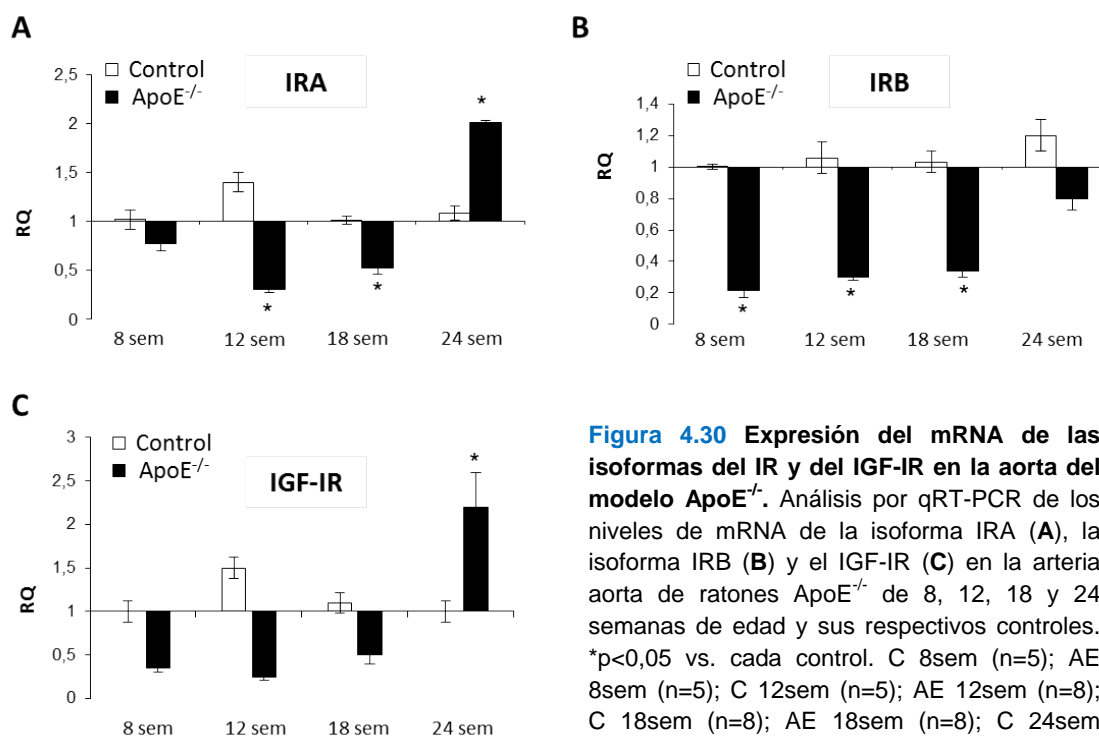 A
Control
ApoE-/-
IRA
2,5
2
1,5
1
0,5
0
RQ
*
*
*
8 sem
12 sem
18 sem
24 sem
B
Control
ApoE-/-
IRB
1,4
1,2
1
0,8
0,6
0,4
0,2
0
RQ
*
*
*
8 sem
12 sem
18 sem
24 sem
C
Control
ApoE-/-
IGF-IR
3
2,5
2
1,5
1
0,5
0
RQ
*
8 sem
12 sem
18 sem
24 sem
Figura 4.30 Expresión del mRNA de las
isoformas del IR y del IGF-IR en la aorta del
modelo ApoE-/-. Análisis por qRT-PCR de los
niveles de mRNA de la isoforma IRA (A), la
isoforma IRB (B) y el IGF-IR (C) en la arteria
aorta de ratones ApoE-/- de 8, 12, 18 y 24
semanas de edad y sus respectivos controles.
*p<0,05 vs. cada control. C 8sem (n=5); AE
8sem (n=5); C 12sem (n=5); AE 12sem (n=8);
C 18sem (n=8); AE 18sem (n=8); C 24sem